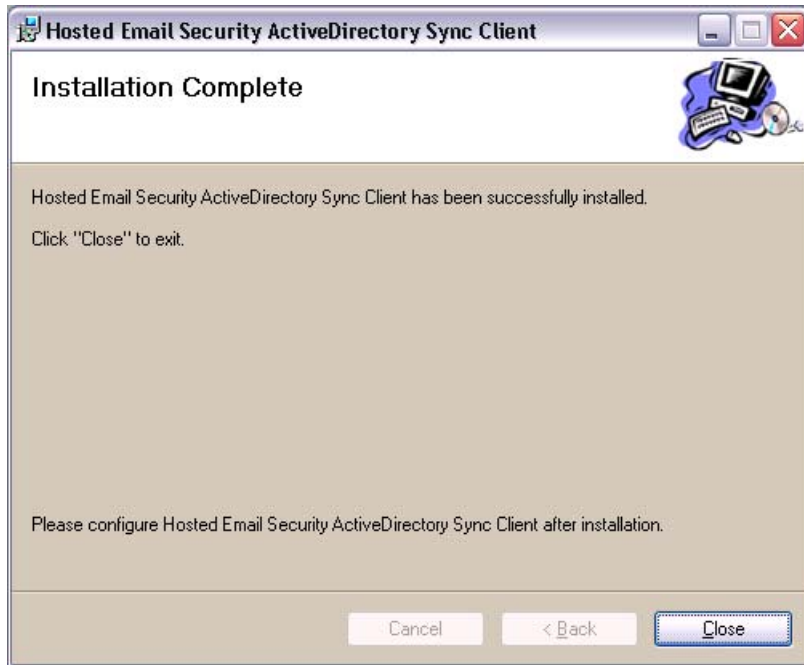 Hosted Email Security ActiveDirectory Sync Client
Installation Complete
Hosted Email Security ActiveDirectory Sync Client has been successfully installed.
Click "Close" to exit.
Please configure Hosted Email Security ActiveDirectory Sync Client after installation.
Cancel
< Back
Close